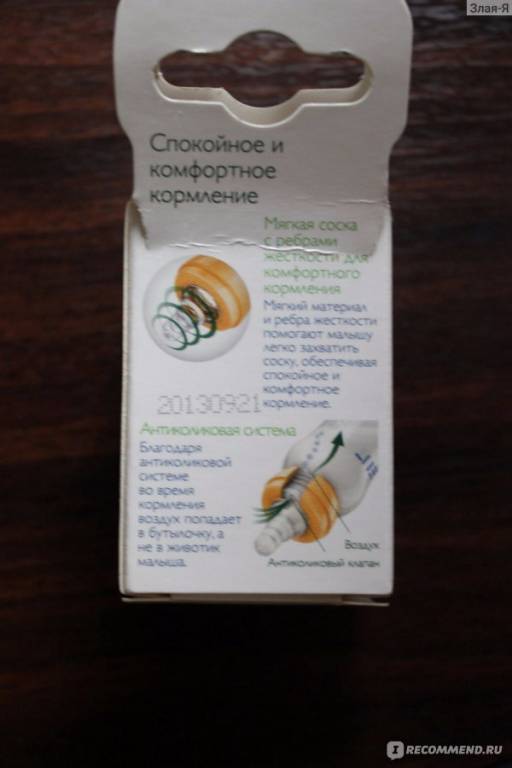 Злая-Я
Спокойное и
комфортное
кормление
Мягкая соска
с ребрами
жесткости для
комфортного
кормления
Мягкий материал
и ребра жесткости
помогают малышу
легко захватить
соску, обеспечивая
спокойное и
комфортное
кормление.
20130921
Антиколиковая система
Благодаря
антиколиковой
системе
во время
кормления
воздух попадает
в бутылочку, а
не в животик
малыша.
Воздух
Антиколиковый клапан
I RECOMMEND.RU